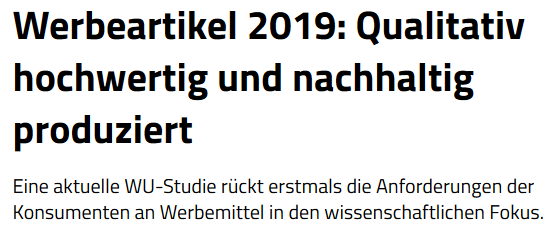 Werbeartikel 2019: Qualitativ
hochwertig und nachhaltig
produziert
Eine aktuelle WU-Studie rückt erstmals die Anforderungen der
Konsumenten an Werbemittel in den wissenschaftlichen Fokus.